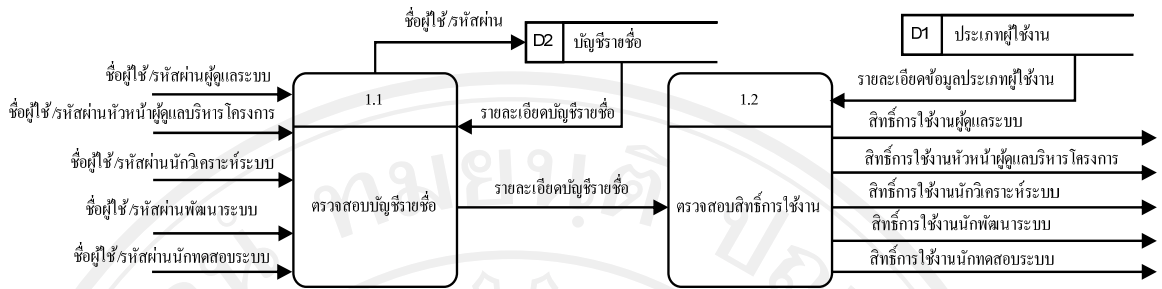 ชื่อผู้ใช้/รหัสผ่าน
D2
บัญชีรายชื่อ
D1
ประเภทผู้ใช้งาน
ชื่อผู้ใช้/รหัสผ่านผู้ดูแลระบบ
ชื่อผู้ใช้/รหัสผ่านหัวหน้าผู้ดูแลบริหารโครงการ
ชื่อผู้ใช้/รหัสผ่านนักวิเคราะห์ระบบ
ชื่อผู้ใช้/รหัสผ่านพัฒนาระบบ
ชื่อผู้ใช้/รหัสผ่านนักทดสอบระบบ
1.1
ตรวจสอบบัญชีรายชื่อ
รายละเอียดบัญชีรายชื่อ
รายละเอียดบัญชีรายชื่อ
1.2
ตรวจสอบสิทธิ์การใช้งาน
รายละเอียดข้อมูลประเภทผู้ใช้งาน
สิทธิ์การใช้งานผู้ดูแลระบบ
สิทธิ์การใช้งานหัวหน้าผู้ดูแลบริหารโครงการ
สิทธิ์การใช้งานนักวิเคราะห์ระบบ
สิทธิ์การใช้งานนักพัฒนาระบบ
สิทธิ์การใช้งานนักทดสอบระบบ